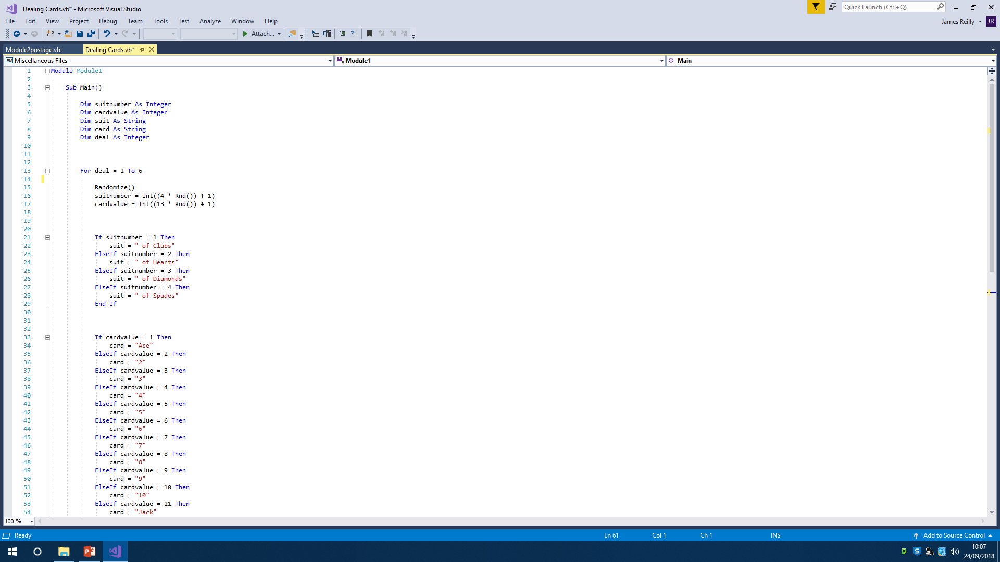 Dealing Cards.vb* - Microsoft Visual Studio
Quick Launch (Ctrl+Q)
File Edit View Project Debug Team Tools Test Analyze Window Help
James Reilly JR
Attach...
Module2postage.vb Dealing Cards.vb*
VB Miscellaneous Files Module1 Main
1 Module Module1
2
3 Sub Main()
4
5 Dim suitnumber As Integer
6 Dim cardvalue As Integer
7 Dim suit As String
8 Dim card As String
9 Dim deal As Integer
10
11
12
13 For deal = 1 To 6
14
15 Randomize()
16 suitnumber = Int((4 * Rnd()) + 1)
17 cardvalue = Int((13 * Rnd()) + 1)
18
19
20
21 If suitnumber = 1 Then
22 suit = " of Clubs"
23 ElseIf suitnumber = 2 Then
24 suit = " of Hearts"
25 ElseIf suitnumber = 3 Then
26 suit = " of Diamonds"
27 ElseIf suitnumber = 4 Then
28 suit = " of Spades"
29 End If
30
31
32
33 If cardvalue = 1 Then
34 card = "Ace"
35 ElseIf cardvalue = 2 Then
36 card = "2"
37 ElseIf cardvalue = 3 Then
38 card = "3"
39 ElseIf cardvalue = 4 Then
40 card = "4"
41 ElseIf cardvalue = 5 Then
42 card = "5"
43 ElseIf cardvalue = 6 Then
44 card = "6"
45 ElseIf cardvalue = 7 Then
46 card = "7"
47 ElseIf cardvalue = 8 Then
48 card = "8"
49 ElseIf cardvalue = 9 Then
50 card = "9"
51 ElseIf cardvalue = 10 Then
52 card = "10"
53 ElseIf cardvalue = 11 Then
54 card = "Jack"
100 %
Ready Ln 61 Col 1 Ch 1 INS Add to Source Control
10:07
24/09/2018